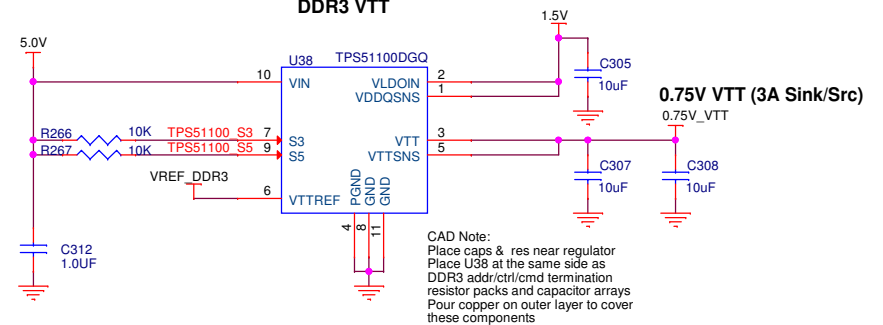 DDR3 VTT
1.5V
5.0V
U38 TPS51100DGQ
C305
10uF
10 VIN VLDOIN 2
VDDQSNS 1
0.75V VTT (3A Sink/Src)
0.75V_VTT
R266 10K TPS51100_S3 7 S3 VTT 3
R267 10K TPS51100_S5 9 S5 VTTSNS 5
VREF_DDR3
C307
10uF
C308
10uF
6 VTTREF
PGND GND GND
4 8 11
C312
1.0UF
CAD Note:
Place caps & res near regulator
Place U38 at the same side as
DDR3 addr/ctrl/cmd termination
resistor packs and capacitor arrays
Pour copper on outer layer to cover
these components